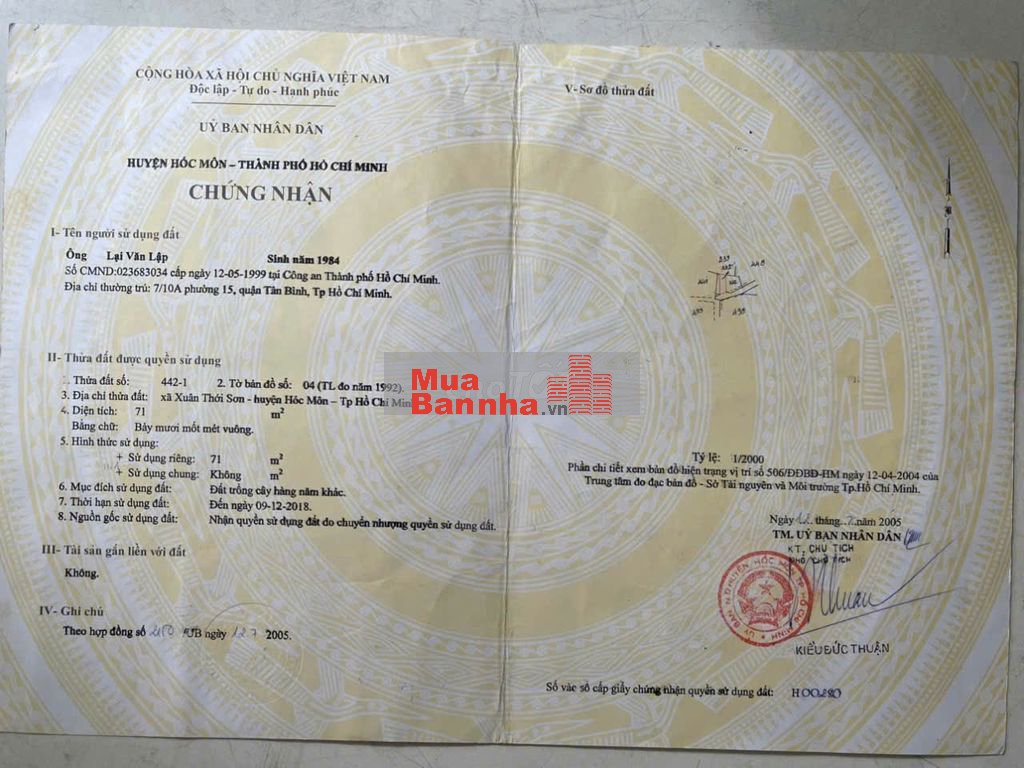 CỘNG HÒA XÃ HỘI CHỦ NGHĨA VIỆT NAM
Độc lập - Tự do - Hạnh phúc
UỶ BAN NHÂN DÂN
HUYỆN HÓC MÔN – THÀNH PHỐ HỒ CHÍ MINH
CHỨNG NHẬN
I- Tên người sử dụng đất
Ông Lại Văn Lập Sinh năm 1984
Số CMND:023683034 cấp ngày 12-05-1999 tại Công an Thành phố Hồ Chí Minh.
Địa chỉ thường trú: 7/10A phường 15, quận Tân Bình, Tp Hồ Chí Minh.
II- Thửa đất được quyền sử dụng
1. Thửa đất số: 442-1 2. Tờ bản đồ số: 04 (TL đo năm 1992).
3. Địa chỉ thửa đất: xã Xuân Thới Sơn - huyện Hóc Môn – Tp Hồ Chí Minh
4. Diện tích: 71 m²
Bằng chữ: Bảy mươi mốt mét vuông.
5. Hình thức sử dụng:
+ Sử dụng riêng: 71 m²
+ Sử dụng chung: Không m²
6. Mục đích sử dụng đất: Đất trồng cây hàng năm khác.
7. Thời hạn sử dụng đất: Đến ngày 09-12-2018.
8. Nguồn gốc sử dụng đất: Nhận quyền sử dụng đất do chuyển nhượng quyền sử dụng đất.
III- Tài sản gắn liền với đất
Không.
IV- Ghi chú
Theo hợp đồng số ngày 12 7 2005.
V- Sơ đồ thửa đất
Tỷ lệ: 1/2000
Phần chi tiết xem bản đồ hiện trạng vị trí số 506/ĐĐBĐ-HM ngày 12-04-2004 của
Trung tâm đo đạc bản đồ - Sở Tài nguyên và Môi trường Tp.Hồ Chí Minh.
Ngày tháng 7 năm 2005
TM. UỶ BAN NHÂN DÂN
KT. CHỦ TỊCH
PHÓ CHỦ TỊCH
KIỀU ĐỨC THUẬN
Số vào sổ cấp giấy chứng nhận quyền sử dụng đất:
Mua
Bannha.vn